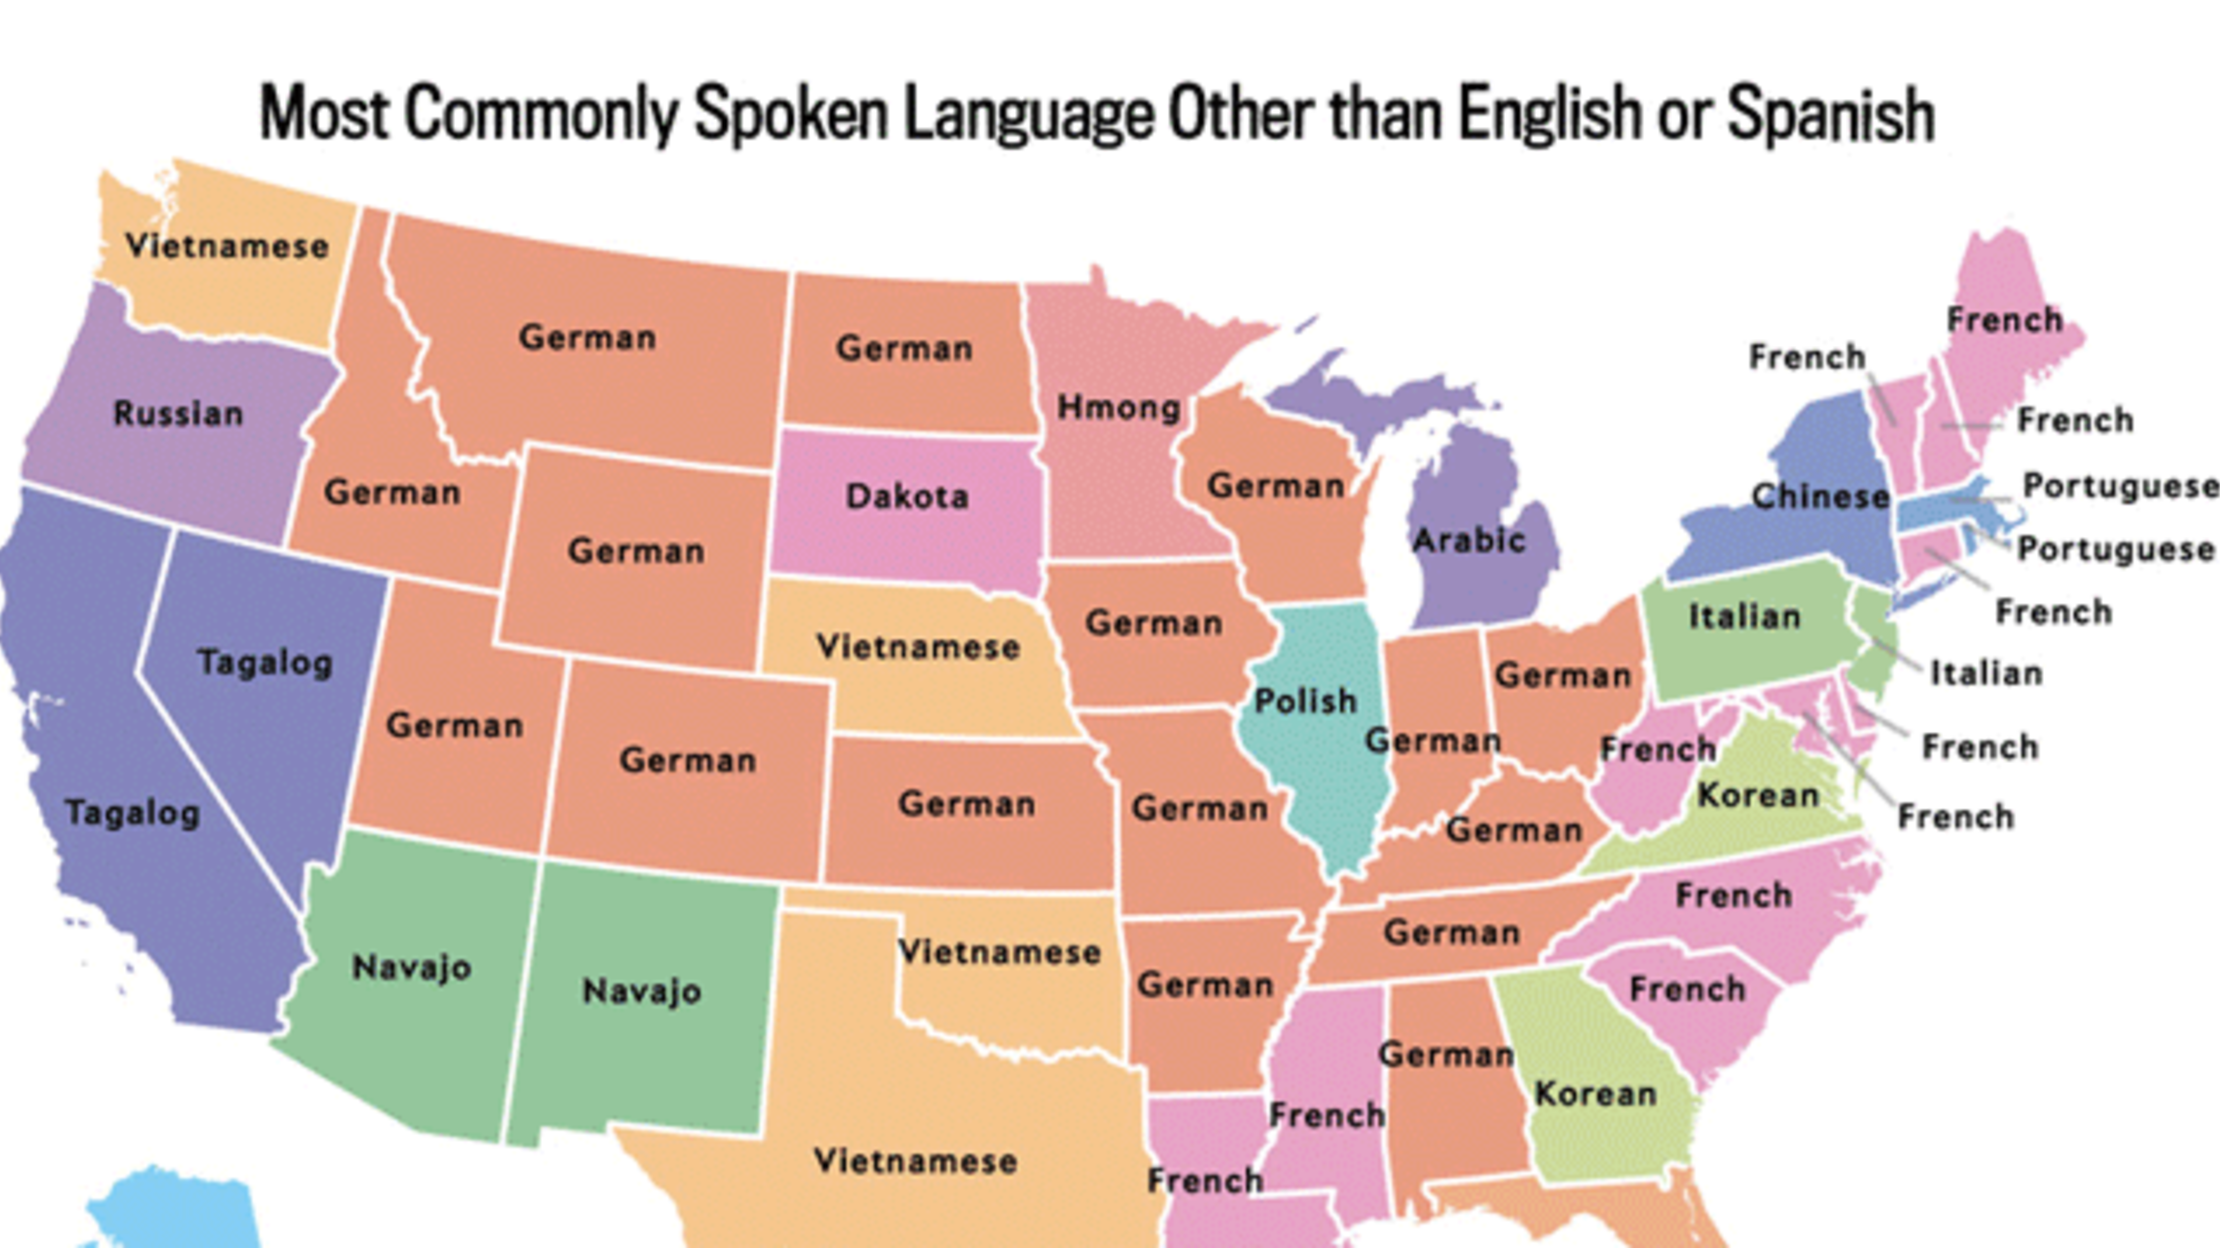 Most Commonly Spoken Language Other than English or Spanish
Vietnamese
German
German
Hmong
French
French
French
Russian
German
German
Dakota
German
Arabic
Chinese
Portuguese
Portuguese
French
Tagalog
Tagalog
German
German
Vietnamese
German
Polish
German
German
Italian
Italian
French
French
French
Korean
German
German
German
Navajo
Navajo
Vietnamese
German
German
French
French
Vietnamese
French
French
German
Korean